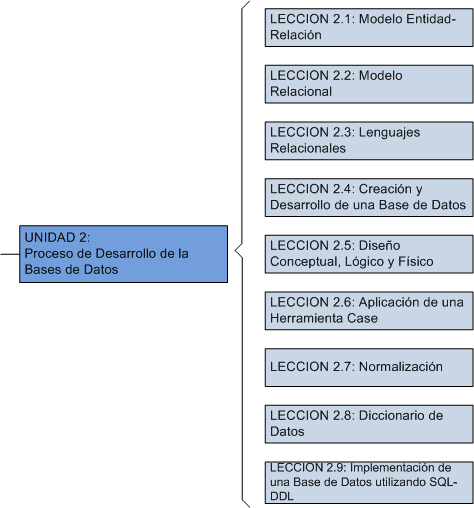 LECCION 2.1: Modelo Entidad-
Relación
LECCION 2.2: Modelo
Relacional
LECCION 2.3: Lenguajes
Relacionales
LECCION 2.4: Creación y
Desarrollo de una Base de Datos
UNIDAD 2:
Proceso de Desarrollo de la
Bases de Datos
LECCION 2.5: Diseño
Conceptual, Lógico y Físico
LECCION 2.6: Aplicación de una
Herramienta Case
LECCION 2.7: Normalización
LECCION 2.8: Diccionario de
Datos
LECCION 2.9: Implementación de
una Base de Datos utilizando SQL-
DDL